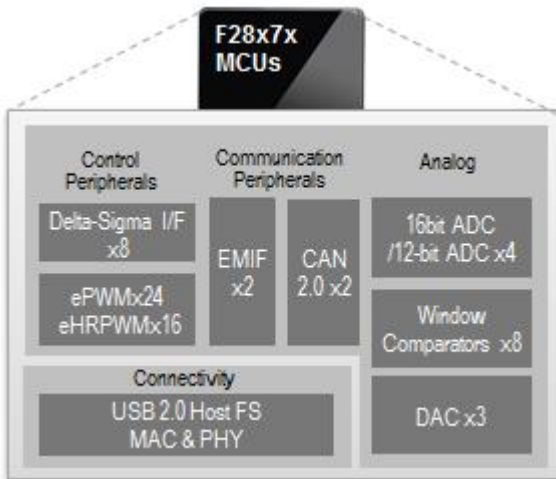 F28x7x
MCUs
Control
Peripherals
Delta-Sigma I/F
x8
ePWMx24
eHRPWMx16
Communication
Peripherals
EMIF
x2
CAN
2.0 x2
Analog
16bit ADC
/12-bit ADC x4
Window
Comparators x8
DAC x3
Connectivity
USB 2.0 Host FS
MAC & PHY